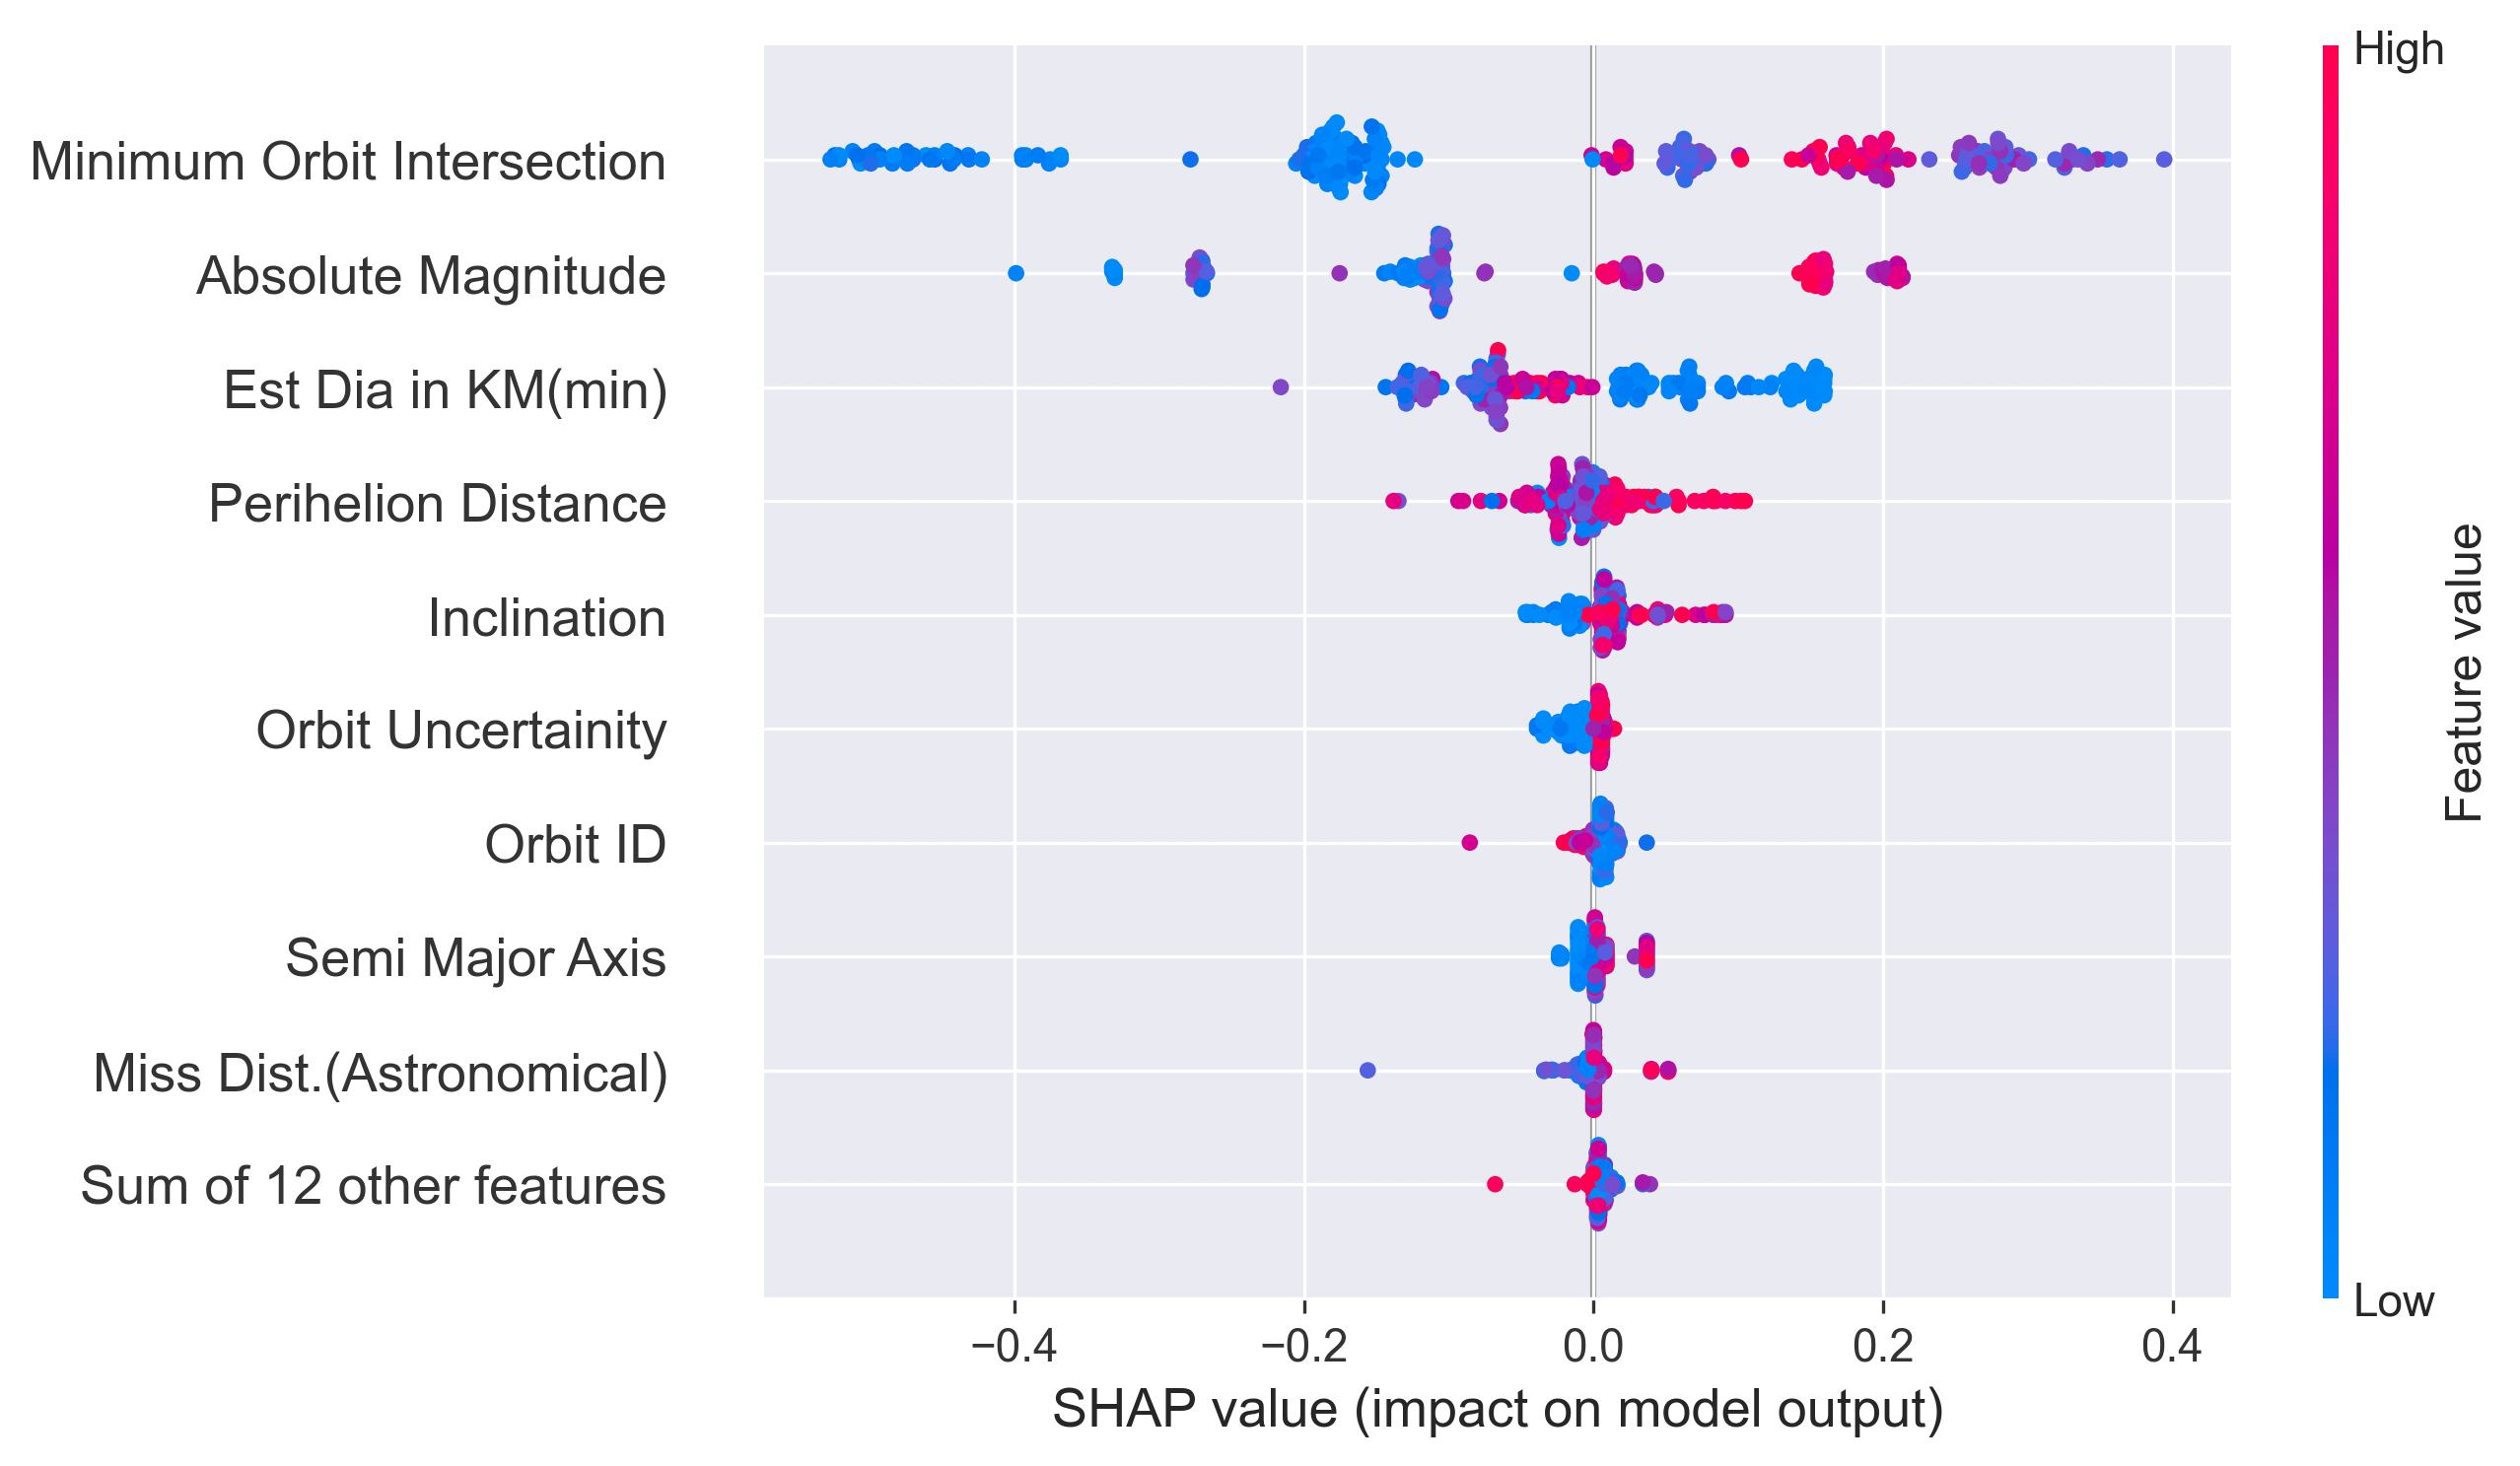 High
Minimum Orbit Intersection
Absolute Magnitude
Est Dia in KM(min)
Perihelion Distance
Inclination
Orbit Uncertainity
Orbit ID
Semi Major Axis
Miss Dist.(Astronomical)
Sum of 12 other features
Feature value
Low
−0.4 −0.2 0.0 0.2 0.4
SHAP value (impact on model output)